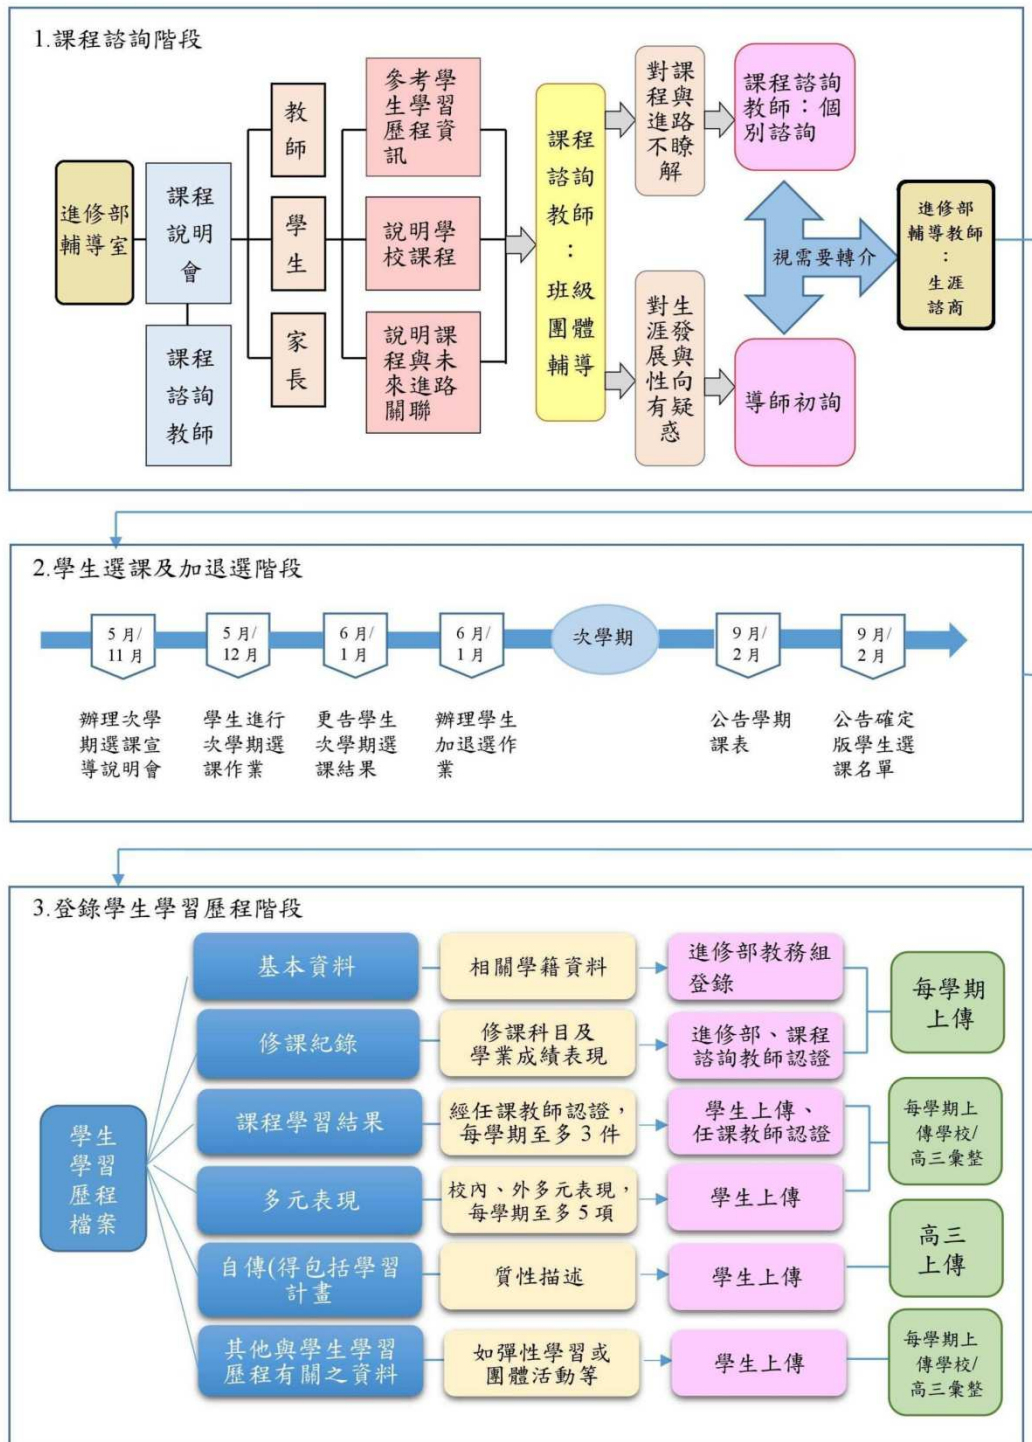 1.課程諮詢階段
進修部
輔導室
課程
說明
會
課程
諮詢
教師
教
師
學
生
家
長
參考學
生學習
歷程資
訊
說明學
校課程
說明課
程與未
來進路
關聯
課程
諮詢
教師
：
班級
團體
輔導
對課
程與
進路
不瞭
解
對生
涯發
展與
性向
有疑
惑
課程諮詢
教師：個
別諮詢
視需要轉介
導師初詢
進修部
輔導教師
：
生涯
諮商
2.學生選課及加退選階段
5月/
11月
5月/
12月
6月/
1月
6月/
1月
次學期
9月/
2月
9月/
2月
辦理次學
期選課宣
導說明會
學生進行
次學期選
課作業
更告學生
次學期選
課結果
辦理學生
加退選作
業
公告學期
課表
公告確定
版學生選
課名單
3.登錄學生學習歷程階段
學生
學習
歷程
檔案
基本資料
相關學籍資料
進修部教務組
登錄
修課紀錄
修課科目及
學業成績表現
進修部、課程
諮詢教師認證
每學期
上傳
課程學習結果
經任課教師認證，
每學期至多3件
學生上傳、
任課教師認證
多元表現
校內、外多元表現，
每學期至多5項
學生上傳
每學期上
傳學校/
高三彙整
自傳(得包括學習
計畫
質性描述
學生上傳
高三
上傳
其他與學生學習
歷程有關之資料
如彈性學習或
團體活動等
學生上傳
每學期上
傳學校/
高三彙整